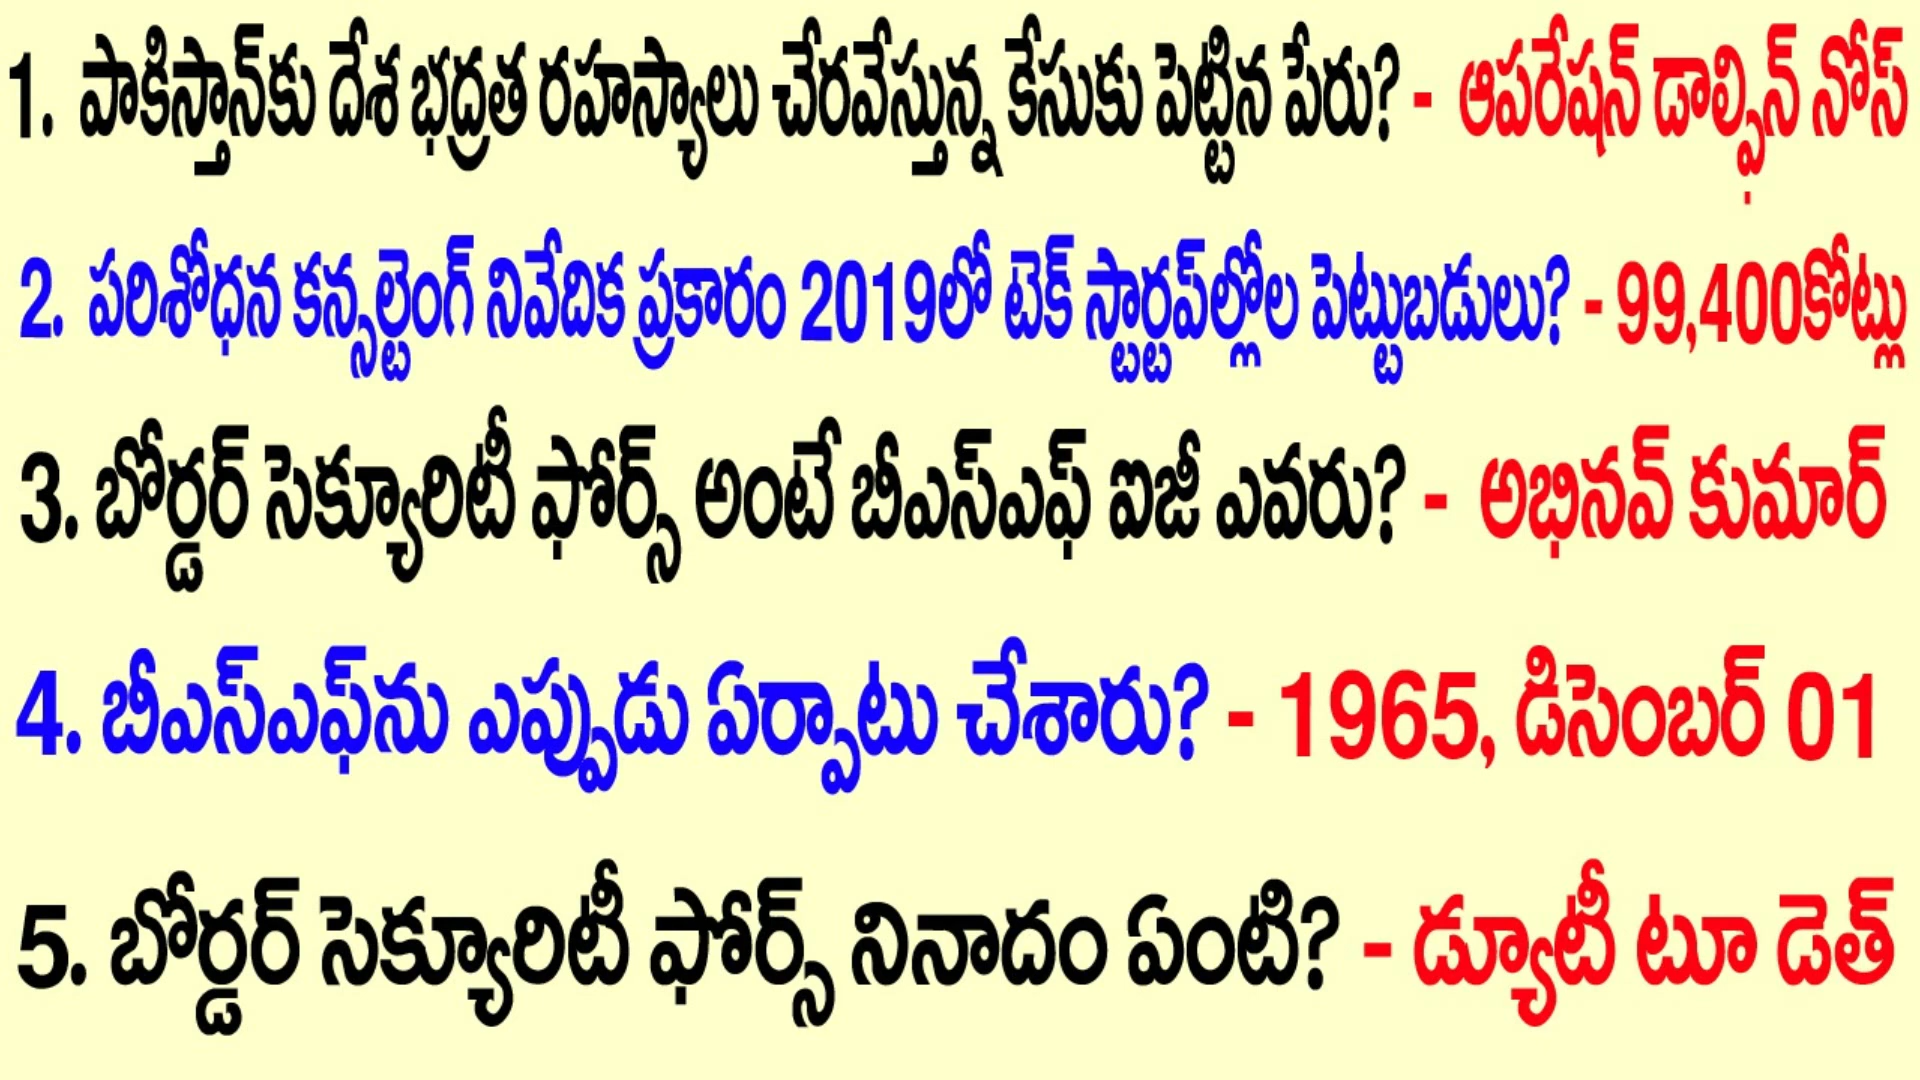 1. పాకిస్తాన్‌కు దేశ భద్రత రహస్యాలు చేరవేస్తున్న కేసుకు పెట్టిన పేరు? - ఆపరేషన్ డాల్ఫిన్ నోస్
2. పరిశోధన కన్సల్టెంగ్ నివేదిక ప్రకారం 2019లో టెక్ స్టార్టప్‌ల్లోల పెట్టుబడులు? - 99,400కోట్లు
3. బోర్డర్ సెక్యూరిటీ ఫోర్స్ అంటే బీఎస్ఎఫ్ ఐజీ ఎవరు? - అభినవ్ కుమార్
4. బీఎస్ఎఫ్‌ను ఎప్పుడు ఏర్పాటు చేశారు? - 1965, డిసెంబర్ 01
5. బోర్డర్ సెక్యూరిటీ ఫోర్స్ నినాదం ఏంటి? - డ్యూటీ టూ డెత్